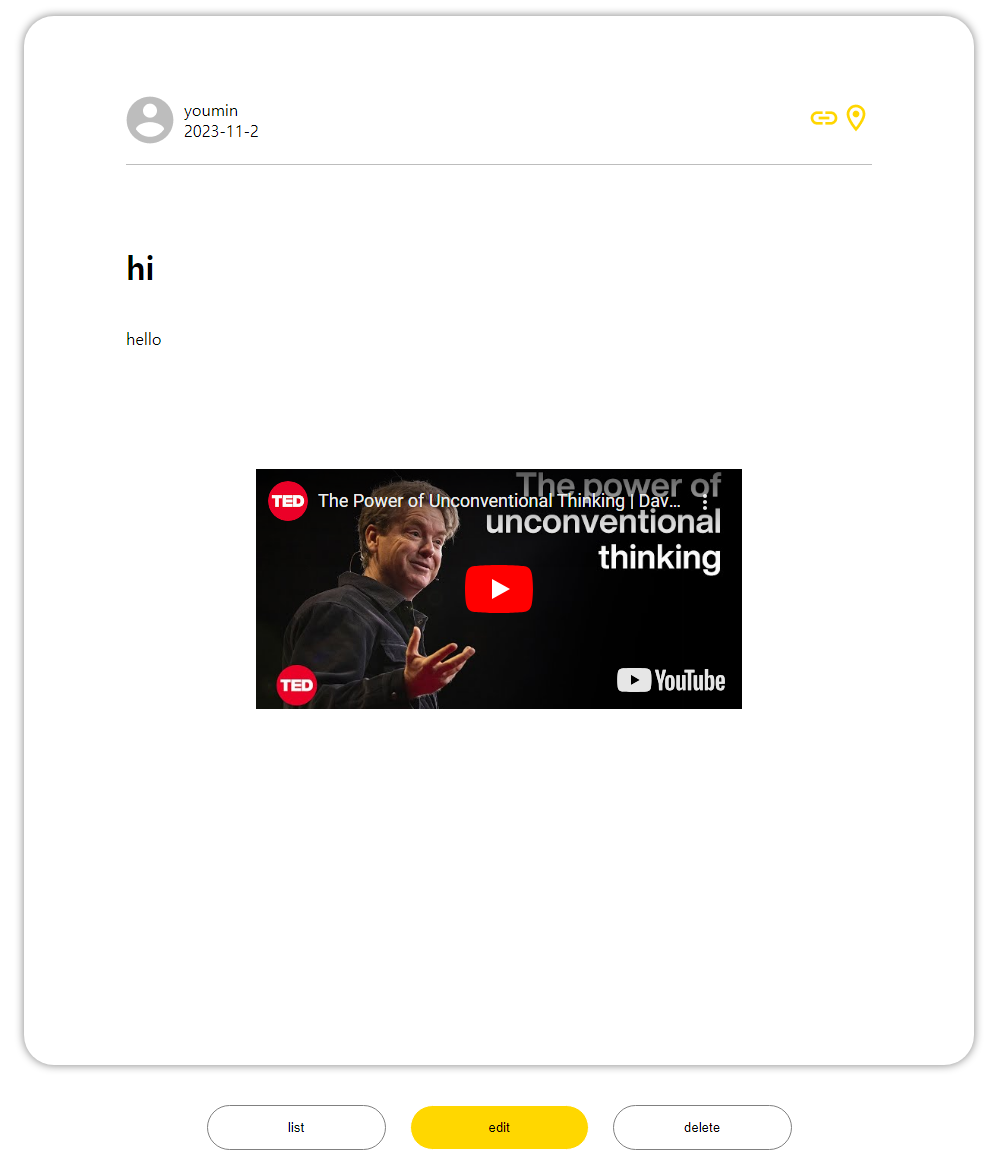 youmin
2023-11-2
hi
hello
TED
The Power of Unconventional Thinking | Dav...
The power of
unconventional
thinking
TED
YouTube
list
edit
delete